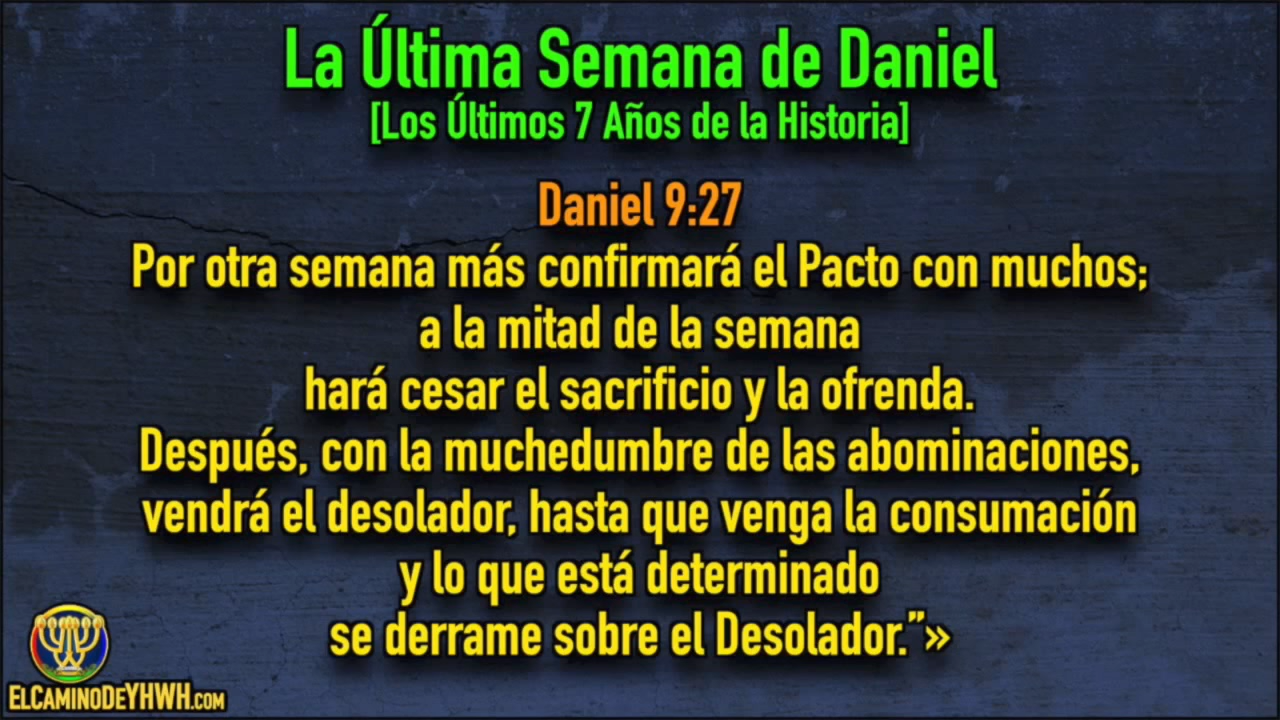 La Última Semana de Daniel
[Los Últimos 7 Años de la Historia]
Daniel 9:27
Por otra semana más confirmará el Pacto con muchos;
a la mitad de la semana
hará cesar el sacrificio y la ofrenda.
Después, con la muchedumbre de las abominaciones,
vendrá el desolador, hasta que venga la consumación
y lo que está determinado
se derrame sobre el Desolador.”»
ELCAMINODEYHWH.COM